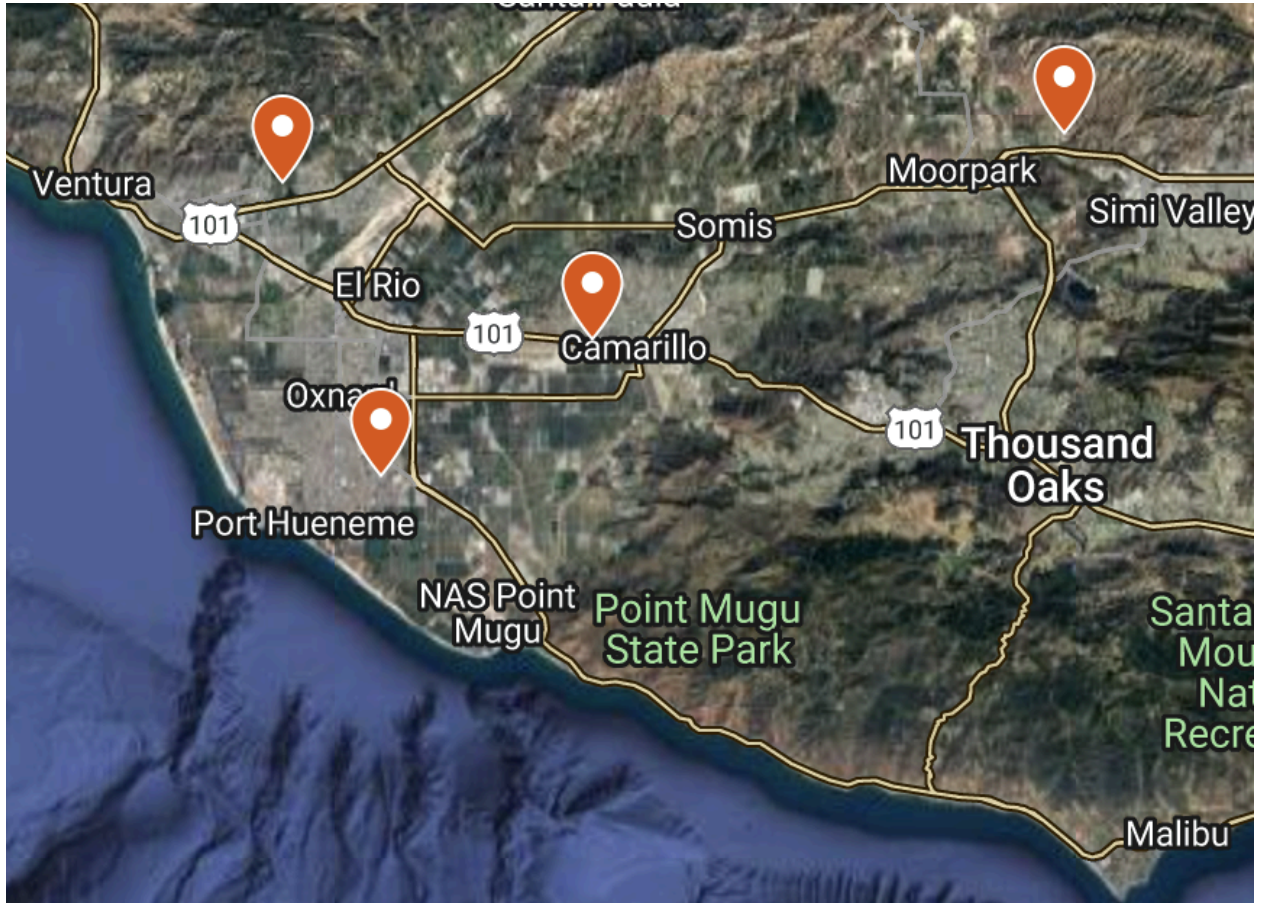 Ventura
101
El Rio
Moorpark
Simi Valley
Somis
101
Camarillo
101
Thousand
Oaks
Port Hueneme
NAS Point
Mugu
Point Mugu
State Park
Santa
Malibu